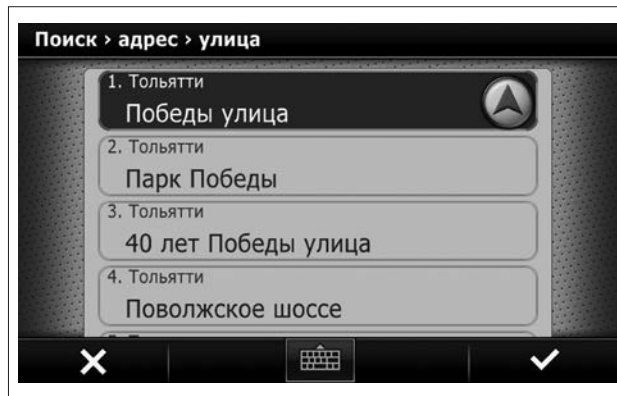 Поиск › адрес › улица
1. Тольятти
Победы улица
2. Тольятти
Парк Победы
3. Тольятти
40 лет Победы улица
4. Тольятти
Поволжское шоссе